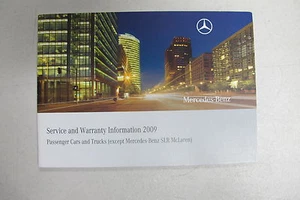 Mercedes-Benz
Service and Warranty Information 2009
Passenger Cars and Trucks (except Mercedes-Benz SLR McLaren)